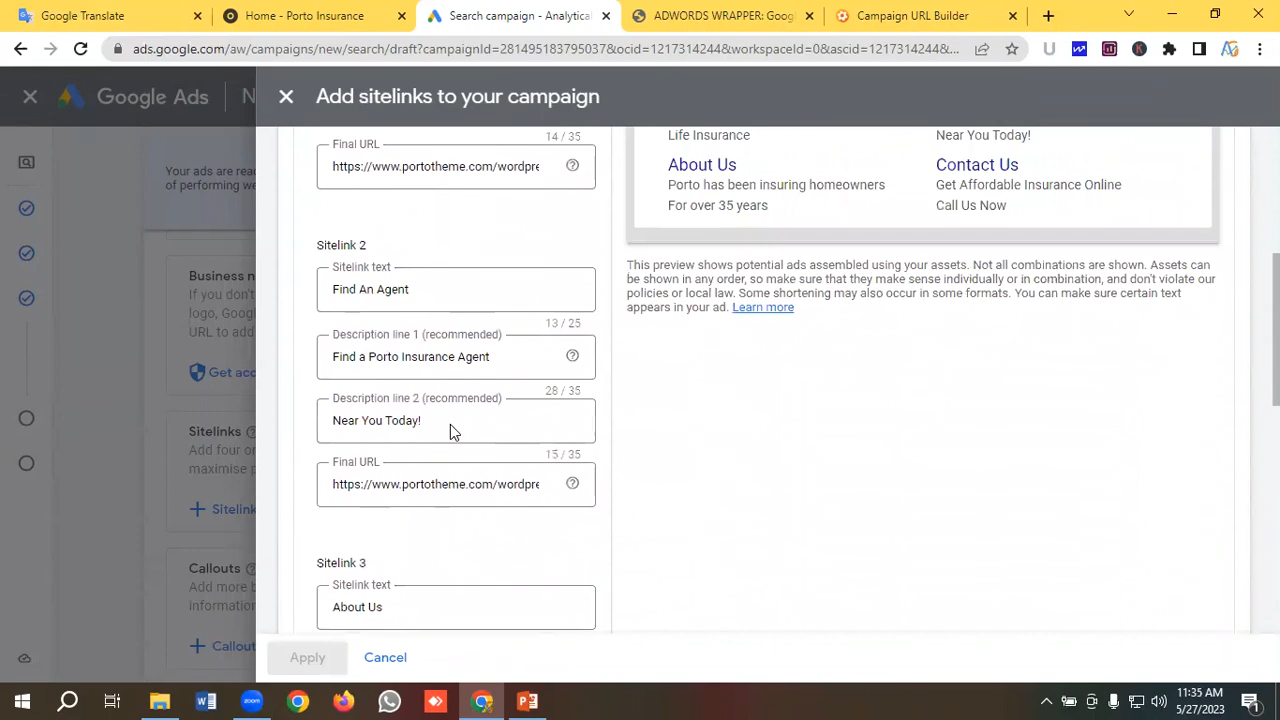 Google Translate
Home - Porto Insurance
Search campaign - Analytical
ADWORDS WRAPPER: Goog
Campaign URL Builder
ads.google.com/aw/campaigns/new/search/draft?campaignId=281495183795037&ocid=1217314244&workspaceId=0&ascid=1217314244&...
Google Ads
N
Add sitelinks to your campaign
Your ads are rea
of performing we
Business n
If you don't
logo, Goog
URL to add
Get acc
Sitelinks
Add four or
maximise p
Sitelink
Callouts
Add more b
information
Callout
14 / 35
Final URL
https://www.portotheme.com/wordpre
Sitelink 2
Sitelink text
Find An Agent
13 / 25
Description line 1 (recommended)
Find a Porto Insurance Agent
28 / 35
Description line 2 (recommended)
Near You Today!
15 / 35
Final URL
https://www.portotheme.com/wordpre
Sitelink 3
Sitelink text
About Us
Life Insurance
Near You Today!
About Us
Contact Us
Porto has been insuring homeowners
Get Affordable Insurance Online
For over 35 years
Call Us Now
This preview shows potential ads assembled using your assets. Not all combinations are shown. Assets
can be shown in any order, so make sure that they make sense individually or in combination, and don't violate our
policies or local law. Some shortening may also occur in some formats. You can make sure certain text
appears in your ad. Learn more
Apply
Cancel
zoom
11:35 AM
5/27/2023